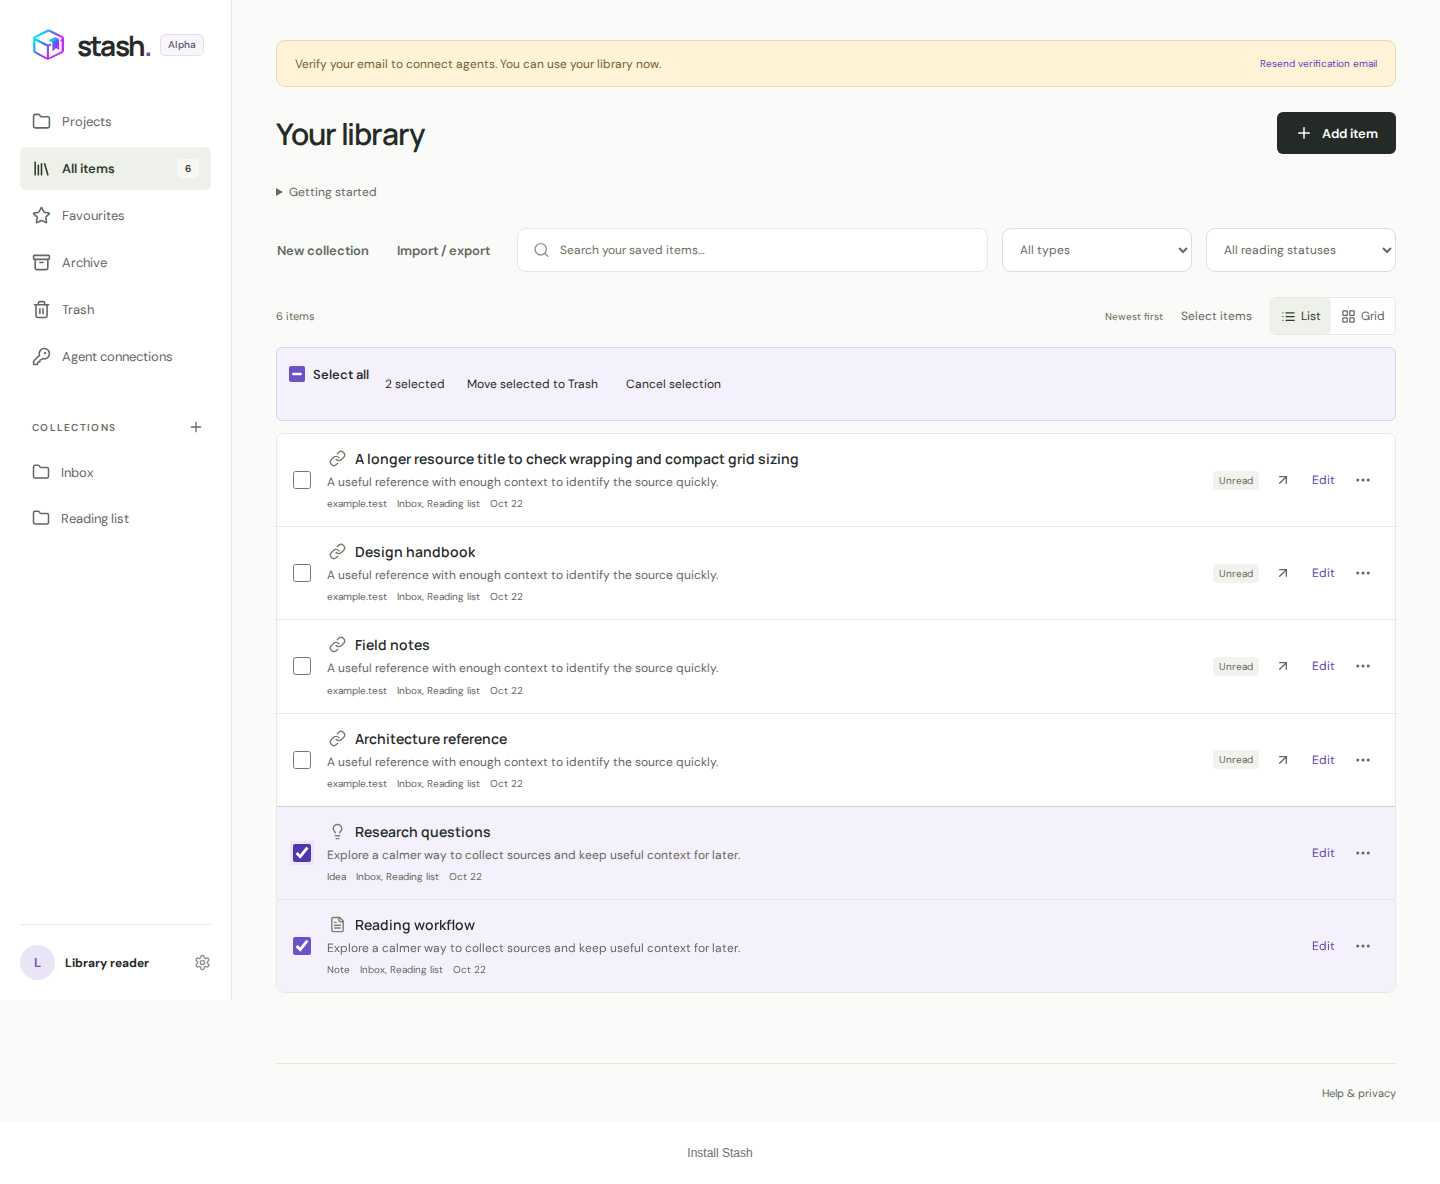 stash. Alpha
Projects
All items 6
Favourites
Archive
Trash
Agent connections
COLLECTIONS
Inbox
Reading list
L Library reader
Verify your email to connect agents. You can use your library now. Resend verification email
Your library Add item
Getting started
New collection Import / export Search your saved items... All types All reading statuses
6 items Newest first Select items List Grid
Select all 2 selected Move selected to Trash Cancel selection
A longer resource title to check wrapping and compact grid sizing
A useful reference with enough context to identify the source quickly.
example.test Inbox, Reading list Oct 22
Unread Edit
Design handbook
A useful reference with enough context to identify the source quickly.
example.test Inbox, Reading list Oct 22
Unread Edit
Field notes
A useful reference with enough context to identify the source quickly.
example.test Inbox, Reading list Oct 22
Unread Edit
Architecture reference
A useful reference with enough context to identify the source quickly.
example.test Inbox, Reading list Oct 22
Unread Edit
Research questions
Explore a calmer way to collect sources and keep useful context for later.
Idea Inbox, Reading list Oct 22
Edit
Reading workflow
Explore a calmer way to collect sources and keep useful context for later.
Note Inbox, Reading list Oct 22
Edit
Help & privacy
Install Stash